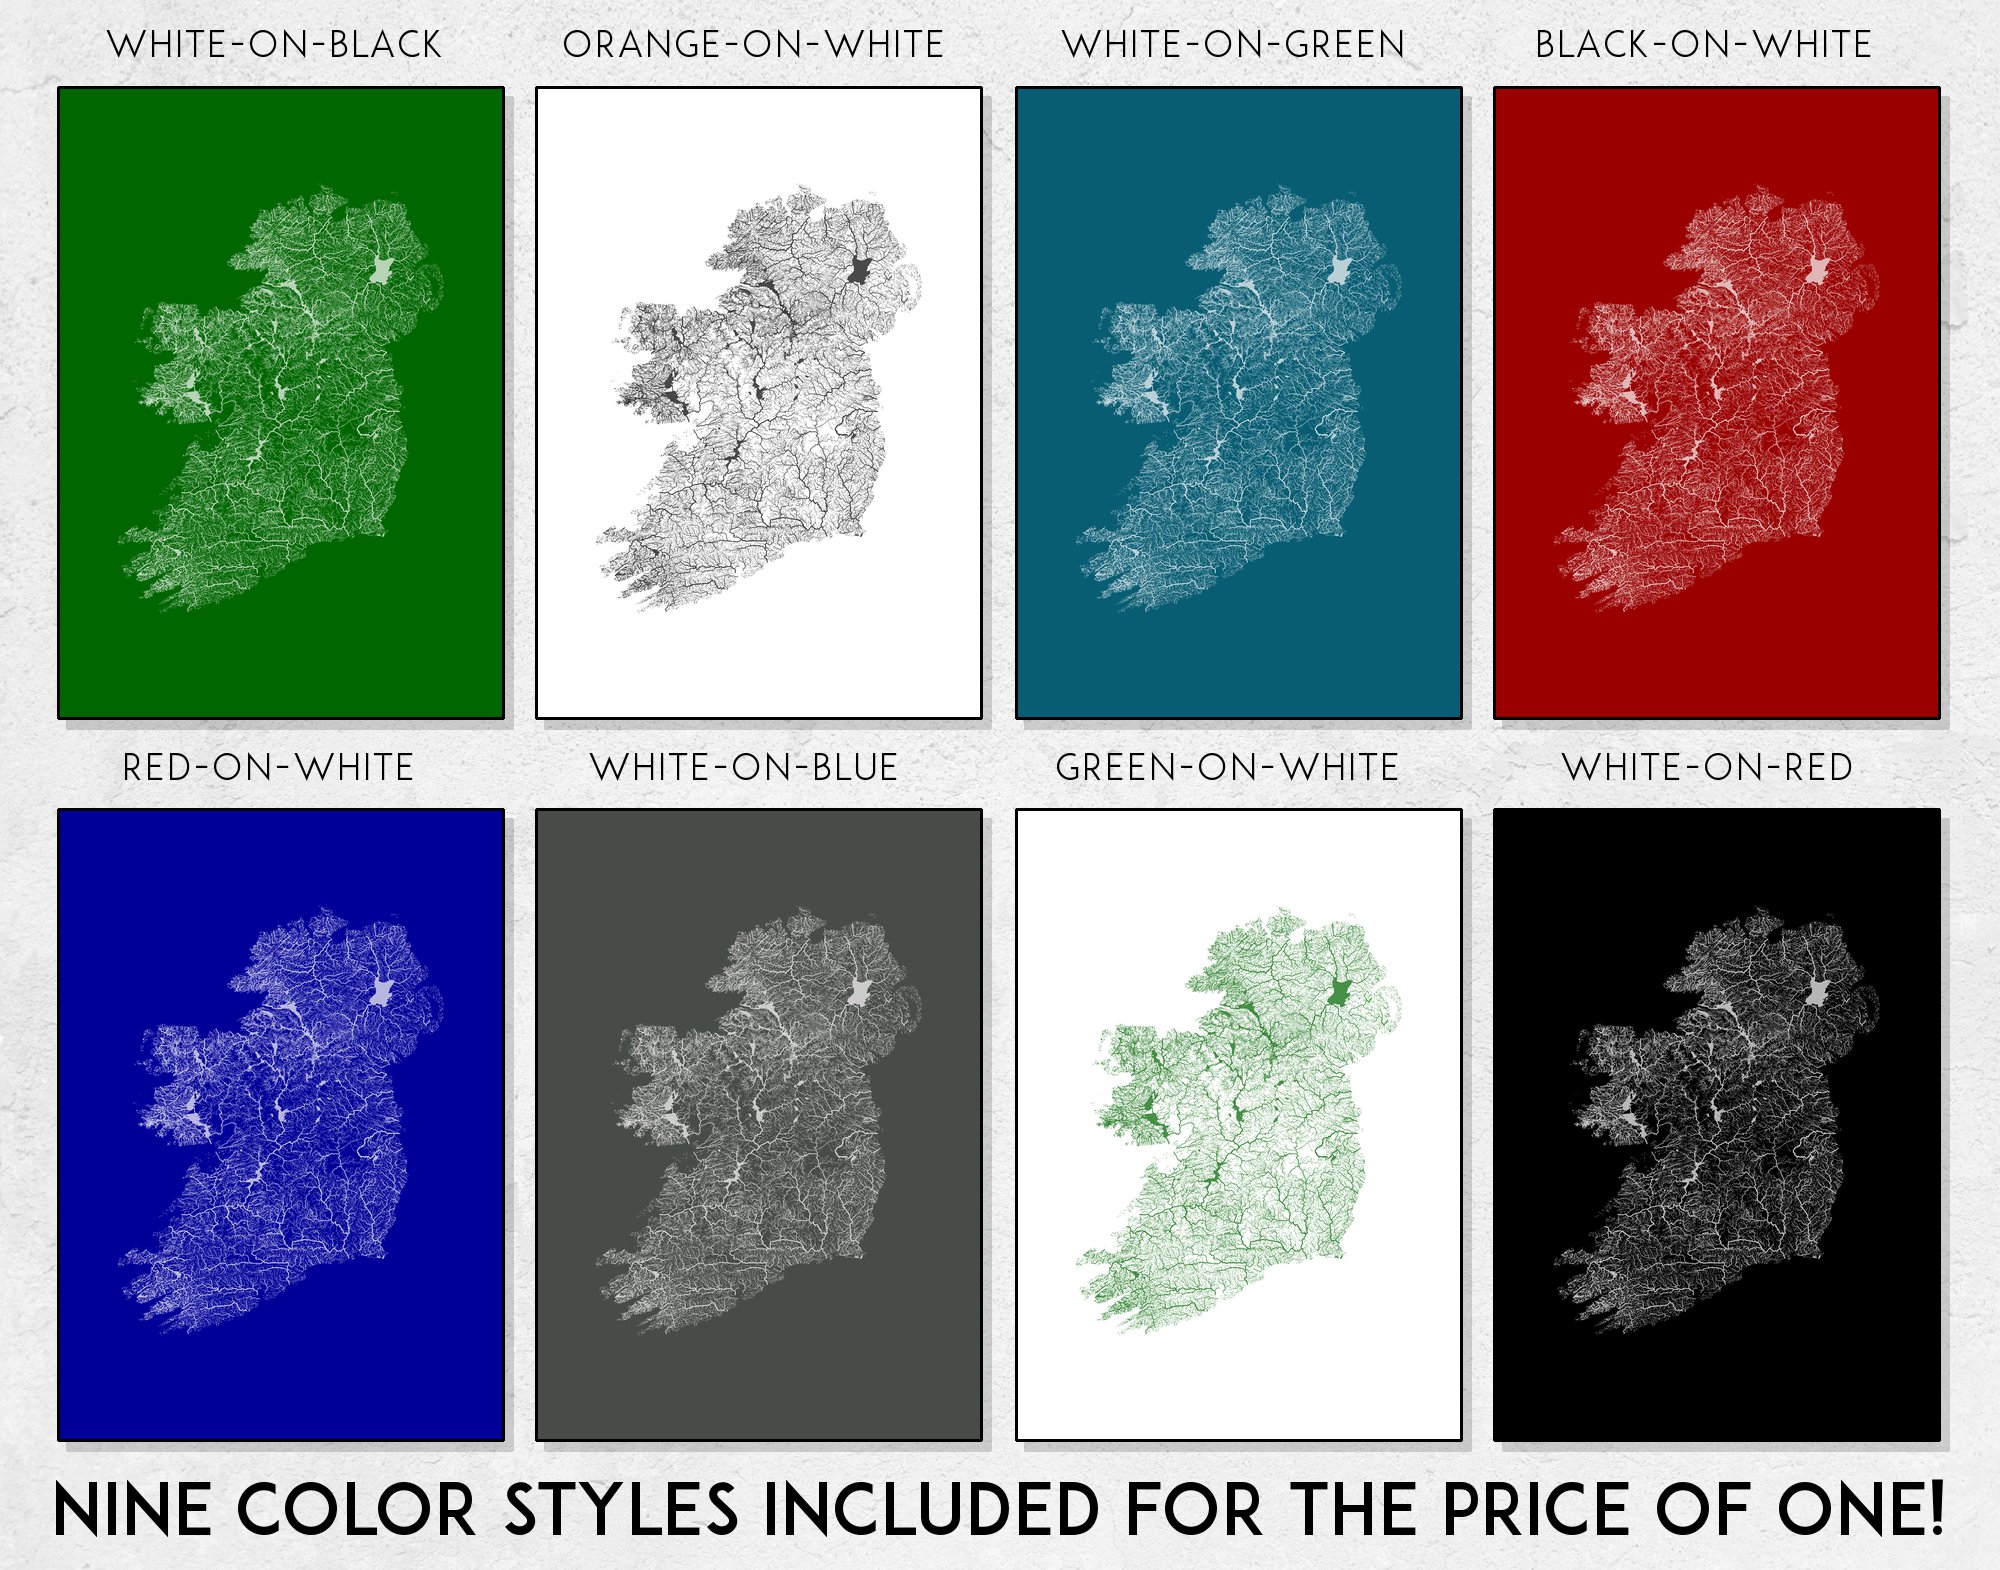 WHITE-ON-BLACK
ORANGE-ON-WHITE
WHITE-ON-GREEN
BLACK-ON-WHITE
RED-ON-WHITE
WHITE-ON-BLUE
GREEN-ON-WHITE
WHITE-ON-RED
NINE COLOR STYLES INCLUDED FOR THE PRICE OF ONE!